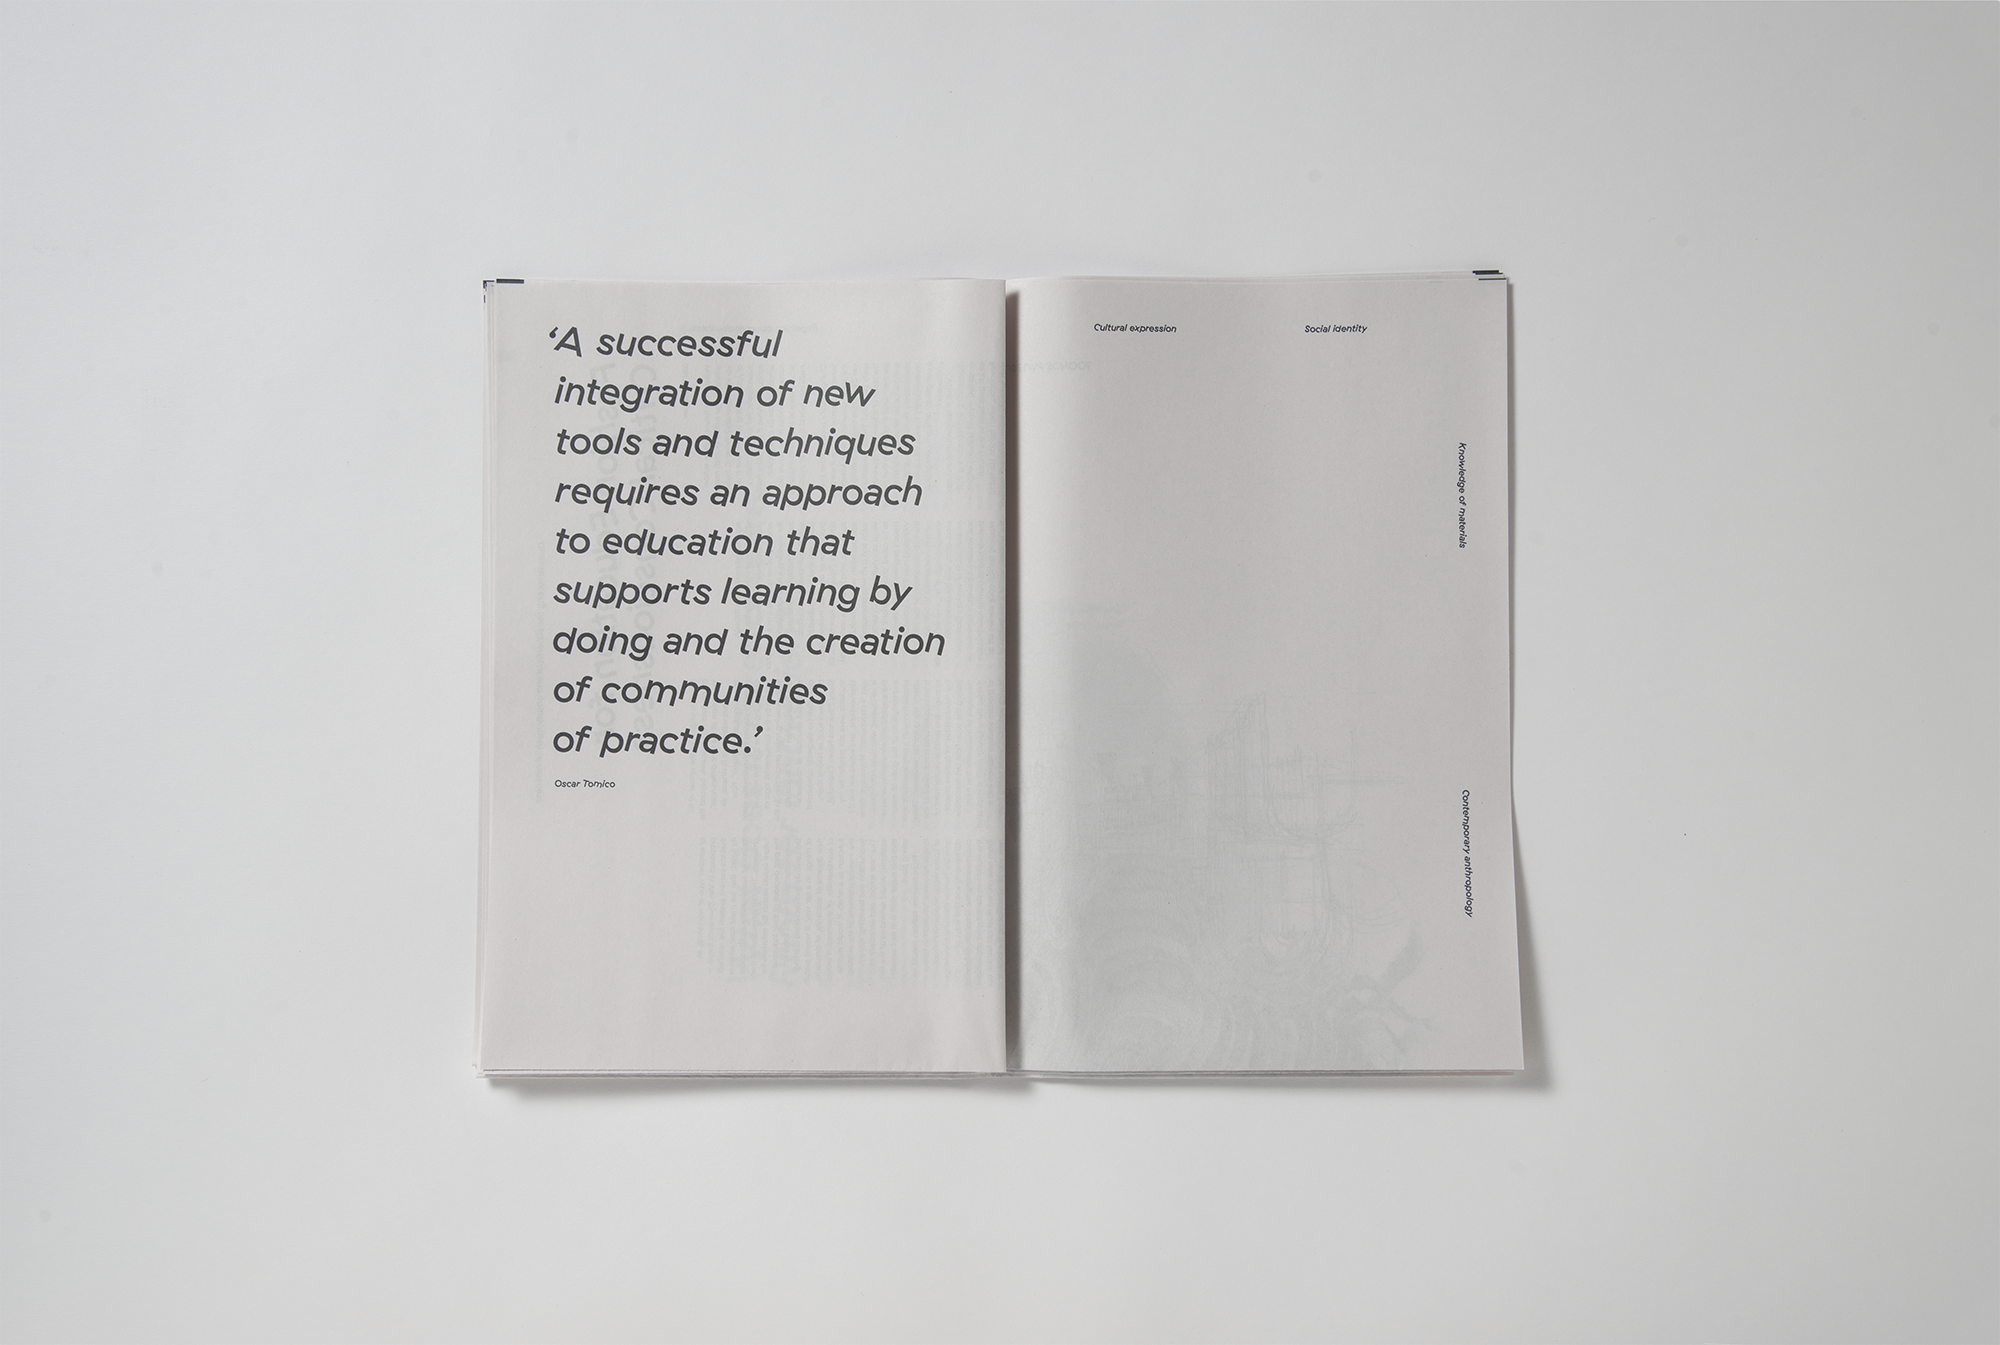 ‘A successful
integration of new
tools and techniques
requires an approach
to education that
supports learning by
doing and the creation
of communities
of practice.’
Oscar Tomico
Cultural expression
Social identity
Knowledge of materials
Contemporary anthropology